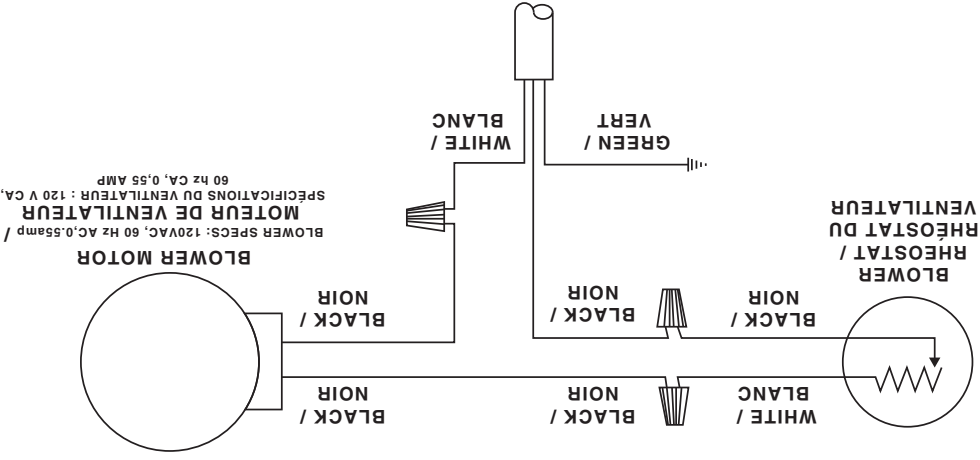 WHITE /
BLANC
BLACK /
NOIR
BLACK /
NOIR
BLACK /
NOIR
BLACK /
NOIR
BLACK /
NOIR
BLOWER
RHEOSTAT /
RHÉOSTAT DU
VENTILATEUR
BLOWER MOTOR
BLOWER SPECS: 120VAC, 60 Hz AC,0.55amp /
MOTEUR DE VENTILATEUR
SPÉCIFICATIONS DU VENTILATEUR : 120 V CA,
60 hz CA, 0,55 AMP
GREEN /
VERT
WHITE /
BLANC